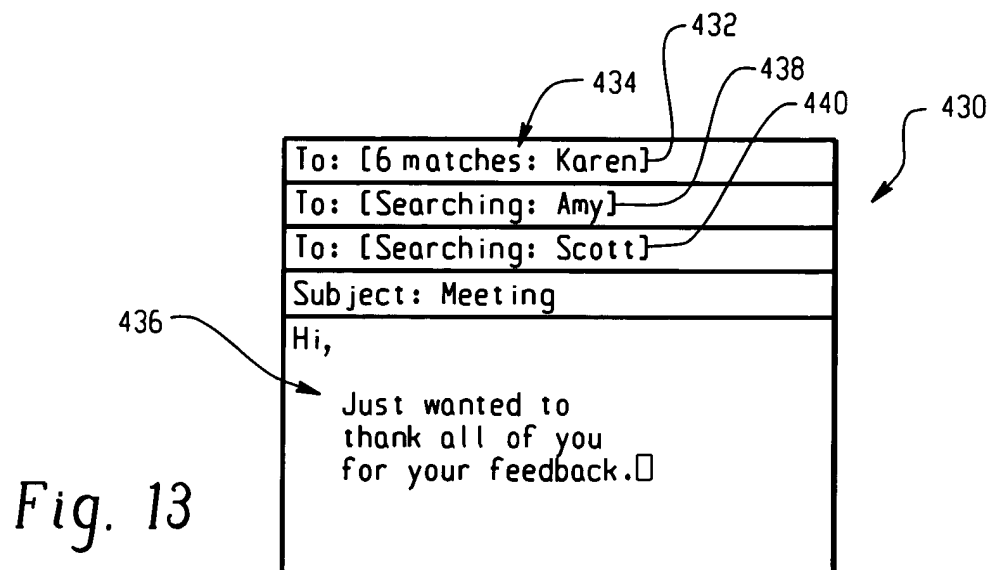 432
438
434
440
430
To: [6 matches: Karen]
To: [Searching: Amy]
To: [Searching: Scott]
Subject: Meeting
436
Hi,
Just wanted to
thank all of you
for your feedback.
Fig. 13